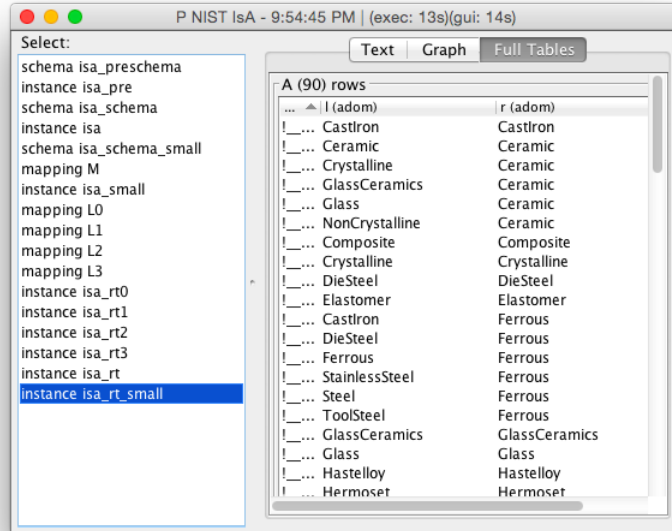 P NIST IsA - 9:54:45 PM | (exec: 13s)(gui: 14s)
Select:
schema isa_preschema
instance isa_pre
schema isa_schema
instance isa
schema isa_schema_small
mapping M
instance isa_small
mapping L0
mapping L1
mapping L2
mapping L3
instance isa_rt0
instance isa_rt1
instance isa_rt2
instance isa_rt3
instance isa_rt
instance isa_rt_small
Text Graph Full Tables
A (90) rows
... l (adom) r (adom)
!__... CastIron CastIron
!__... Ceramic Ceramic
!__... Crystalline Ceramic
!__... GlassCeramics Ceramic
!__... Glass Ceramic
!__... NonCrystalline Ceramic
!__... Composite Composite
!__... Crystalline Crystalline
!__... DieSteel DieSteel
!__... Elastomer Elastomer
!__... CastIron Ferrous
!__... DieSteel Ferrous
!__... Ferrous Ferrous
!__... StainlessSteel Ferrous
!__... Steel Ferrous
!__... ToolSteel Ferrous
!__... GlassCeramics GlassCeramics
!__... Glass Glass
!__... Hastelloy Hastelloy
!__... Hermoset Hermoset